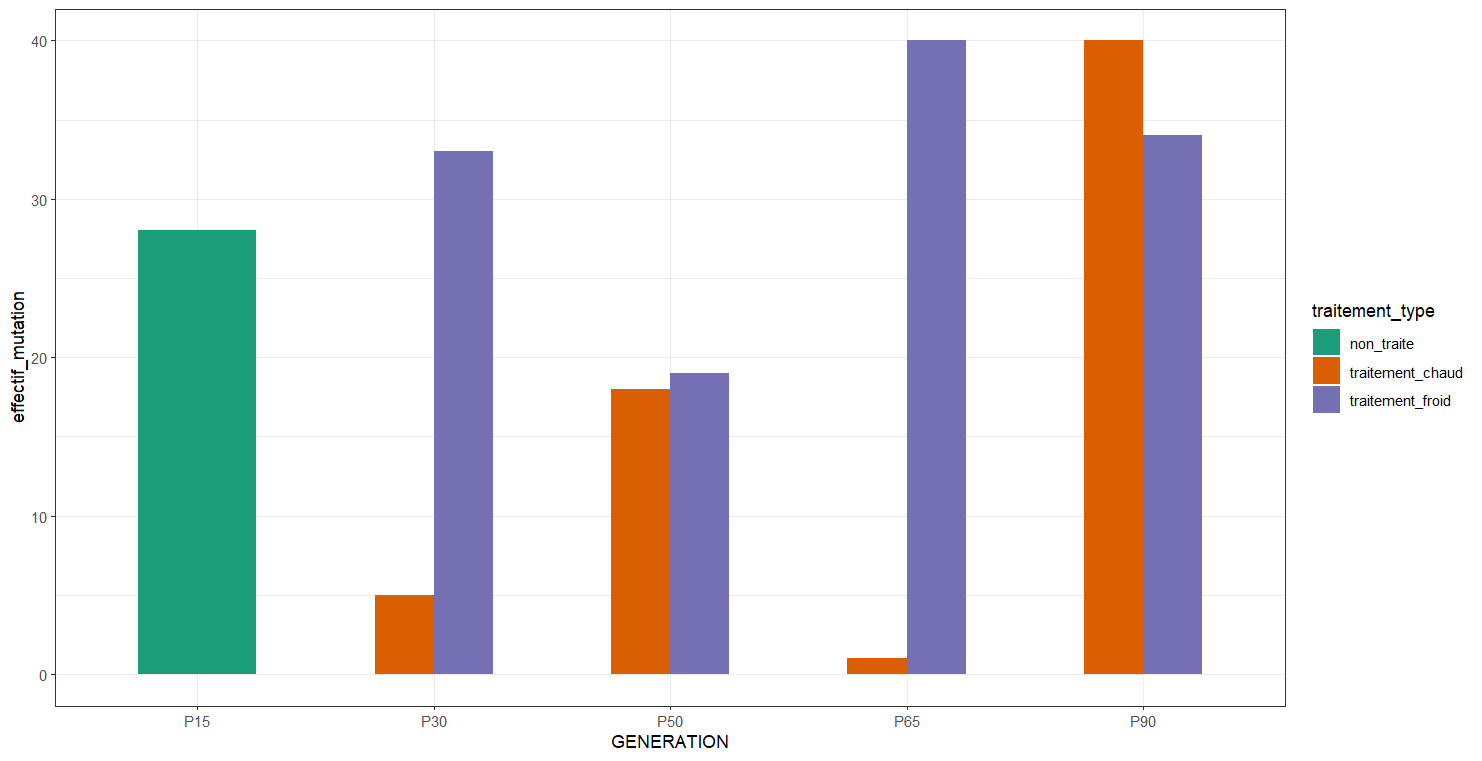 effectif_mutation
40
30
20
10
0
P15 P30 P50 P65 P90
GENERATION
traitement_type
non_traite
traitement_chaud
traitement_froid